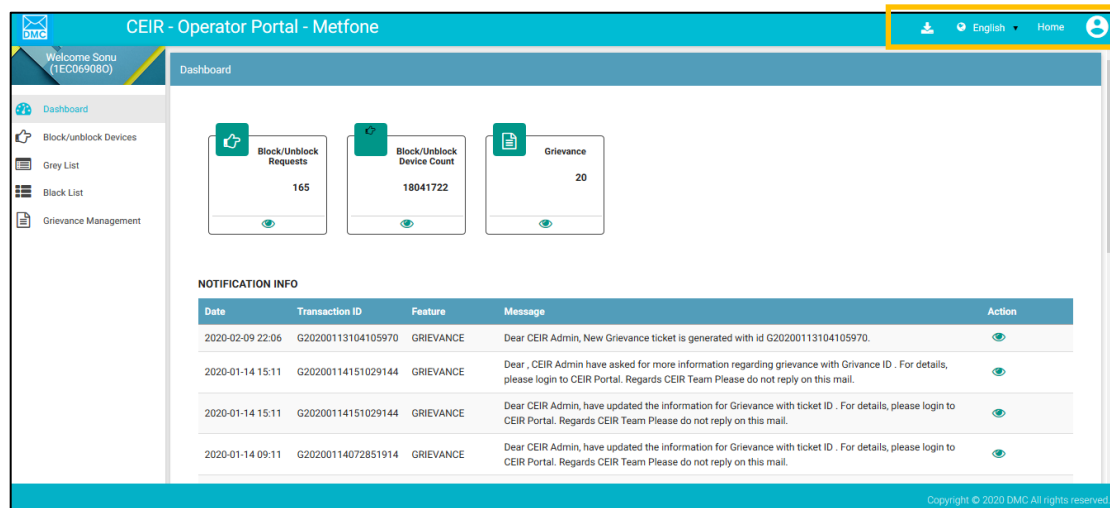 DMC
CEIR - Operator Portal - Metfone
English
Home
Welcome Sonu
(1EC06908O)
Dashboard
Dashboard
Block/unblock Devices
Grey List
Black List
Grievance Management
Block/Unblock
Requests
165
Block/Unblock
Device Count
18041722
Grievance
20
NOTIFICATION INFO
Date Transaction ID Feature Message Action
2020-02-09 22:06 G20200113104105970 GRIEVANCE Dear CEIR Admin, New Grievance ticket is generated with id G20200113104105970.
2020-01-14 15:11 G20200114151029144 GRIEVANCE Dear , CEIR Admin have asked for more information regarding grievance with Grivance ID . For details,
please login to CEIR Portal. Regards CEIR Team Please do not reply on this mail.
2020-01-14 15:11 G20200114151029144 GRIEVANCE Dear CEIR Admin, have updated the information for Grievance with ticket ID . For details, please login to
CEIR Portal. Regards CEIR Team Please do not reply on this mail.
2020-01-14 09:11 G20200114072851914 GRIEVANCE Dear CEIR Admin, have updated the information for Grievance with ticket ID . For details, please login to
CEIR Portal. Regards CEIR Team Please do not reply on this mail.
Copyright © 2020 DMC All rights reserved.